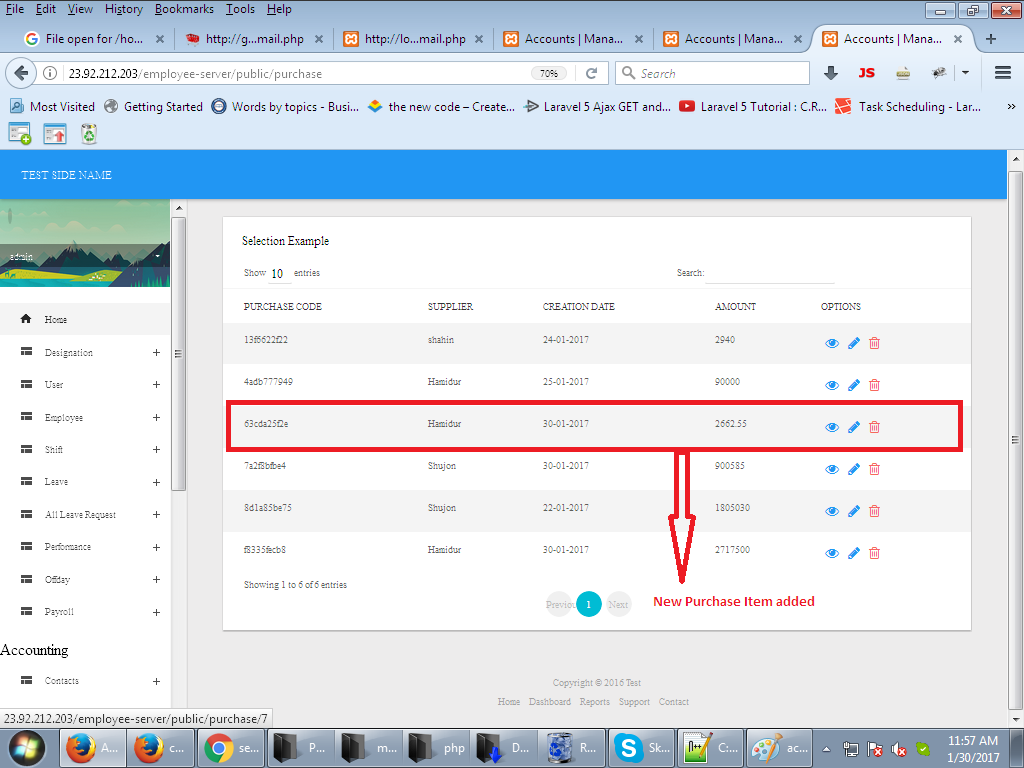 File Edit View History Bookmarks Tools Help
File open for /ho... http://g...mail.php http://lo...mail.php Accounts | Mana... Accounts | Mana... Accounts | Mana...
23.92.212.203/employee-server/public/purchase 70% Search JS
Most Visited Getting Started Words by topics - Busi... the new code – Create... Laravel 5 Ajax GET and... Laravel 5 Tutorial : C.R... Task Scheduling - Lar... »
TEST SIDE NAME
admin
Home
Designation +
User +
Employee +
Shift +
Leave +
All Leave Request +
Performance +
Offday +
Payroll +
Accounting
Contacts +
Selection Example
Show 10 entries Search:
PURCHASE CODE SUPPLIER CREATION DATE AMOUNT OPTIONS
13f6622f22 shahin 24-01-2017 2940
4adb777949 Hamidur 25-01-2017 90000
63cda25f2e Hamidur 30-01-2017 2662.55
7a2f8bfbe4 Shujon 30-01-2017 900585
8d1a85be75 Shujon 22-01-2017 1805030
f8335fecb8 Hamidur 30-01-2017 2717500
Showing 1 to 6 of 6 entries
Previou 1 Next
New Purchase Item added
Copyright © 2016 Test
Home Dashboard Reports Support Contact
23.92.212.203/employee-server/public/purchase/7
A... c... se... P... m... php D... R... Sk... C:... ac...
11:57 AM
1/30/2017